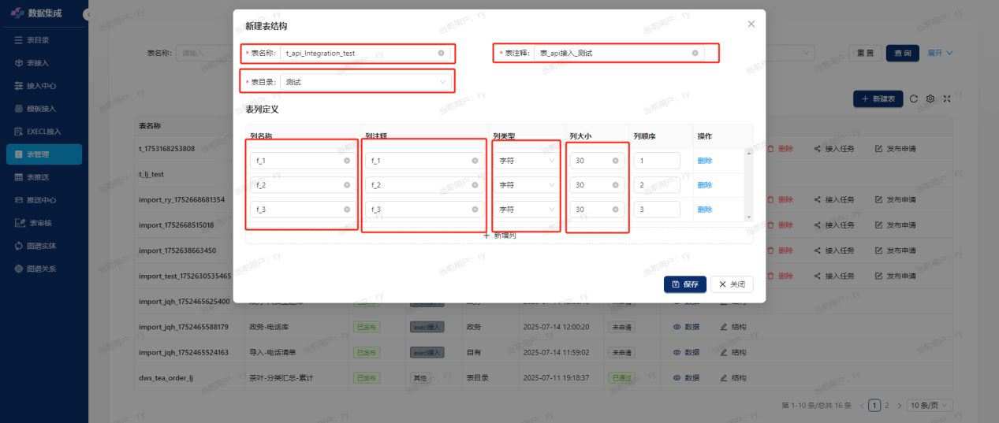 数据集成
表目录
表接入
接入中心
模板接入
EXECL接入
表管理
表推送
推送中心
表审核
图谱实体
图谱关系
表名称: 请输入
重置 查询 展开
新建表
表名称
t_1753168253808 删除 接入任务 发布申请
t_lj_test
import_ry_1752668681354 删除 接入任务 发布申请
import_1752668515018 删除 接入任务 发布申请
import_1752638663450 删除 接入任务 发布申请
import_test_1752630535465 删除 接入任务 发布申请
import_jqh_1752465625400
import_jqh_1752465588179 政务-电话库 已发布 execl接入 政务 2025-07-14 12:00:20 未申请 数据 结构
import_jqh_1752465524163 导入-电话清单 已发布 execl接入 自有 2025-07-14 11:59:02 未申请 数据 结构
dws_tea_order_lj 茶叶-分类汇总-累计 已发布 其他 表目录 2025-07-11 19:18:37 已通过 数据 结构
第 1-10 条/总共 16 条 < 1 2 > 10 条/页
新建表结构
* 表名称: t_api_Integration_test * 表注释: 表_api接入_测试
* 表目录: 测试
表列定义
列名称 列注释 列类型 列大小 列顺序 操作
f_1 f_1 字符 30 1 删除
f_2 f_2 字符 30 2 删除
f_3 f_3 字符 30 3 删除
+ 新增列
保存 关闭
当前用户: ry